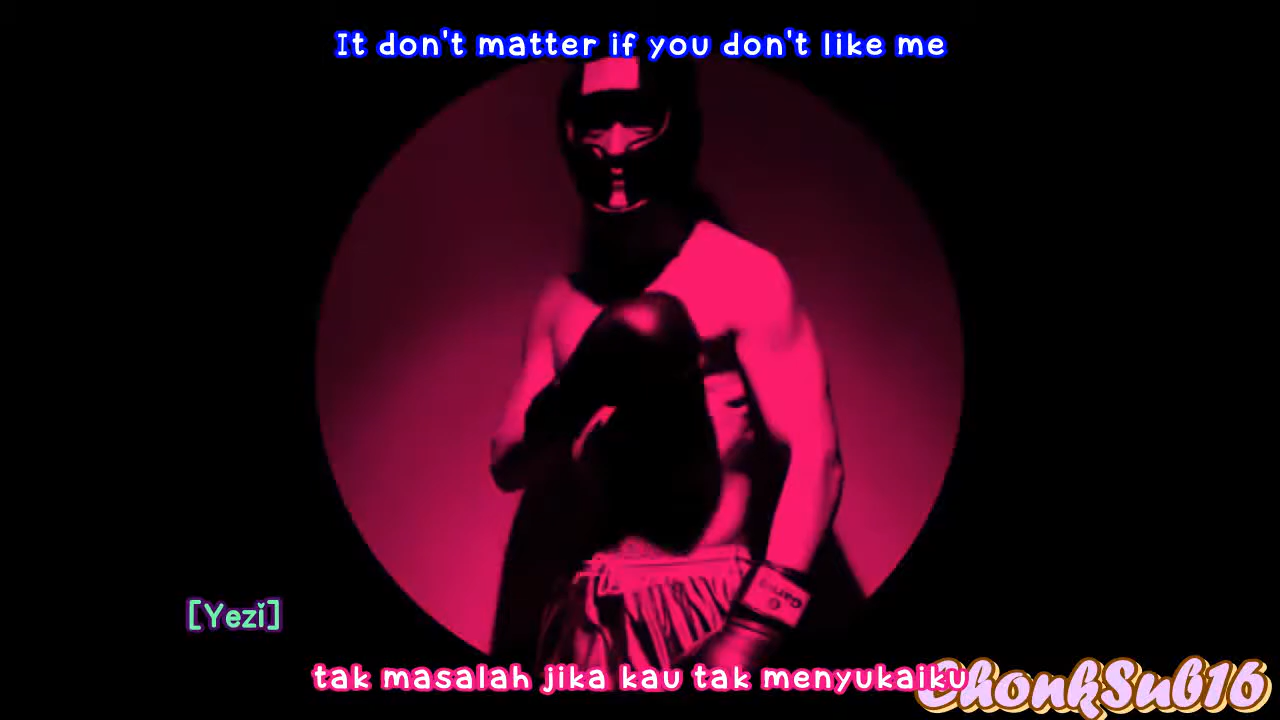 It don't matter if you don't like me
[Yezi]
tak masalah jika kau tak menyukaiku
ChonkSub16